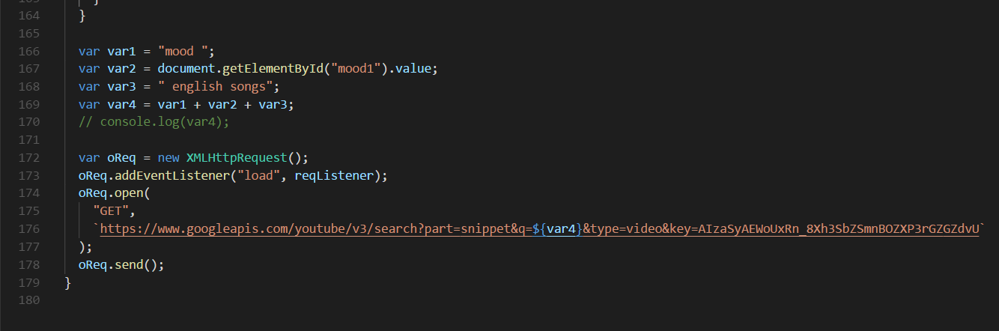 164 }
165
166 var var1 = "mood ";
167 var var2 = document.getElementById("mood1").value;
168 var var3 = " english songs";
169 var var4 = var1 + var2 + var3;
170 // console.log(var4);
171
172 var oReq = new XMLHttpRequest();
173 oReq.addEventListener("load", reqListener);
174 oReq.open(
175 "GET",
176 `https://www.googleapis.com/youtube/v3/search?part=snippet&q=${var4}&type=video&key=AIzaSyAEWoUxRn_8Xh3SbZSmnBOZXP3rGZGZdvU`
177 );
178 oReq.send();
179 }
180